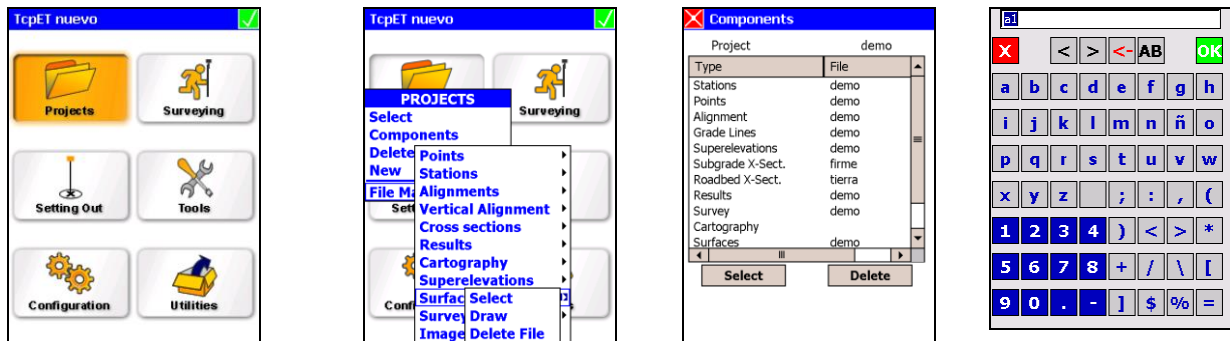 TcpET nuevo
Projects
Surveying
Setting Out
Tools
Configuration
Utilities
TcpET nuevo
Surveying
PROJECTS
Select
Components
Delete
New
File Ma
Sett
Conf
Points
Stations
Alignments
Vertical Alignment
Cross sections
Results
Cartography
Superelevations
Surfac
Survey
Image
Select
Draw
Delete File
Components
Project demo
Type File
Stations demo
Points demo
Alignment demo
Grade Lines demo
Superelevations demo
Subgrade X-Sect. firme
Roadbed X-Sect. tierra
Results demo
Survey demo
Cartography
Surfaces demo
Select Delete
a1
X < > <- AB OK
a b c d e f g h
i j k l m n ñ o
p q r s t u v w
x y z ; : , (
1 2 3 4 ) < > *
5 6 7 8 + / \ [
9 0 . - ] $ % =